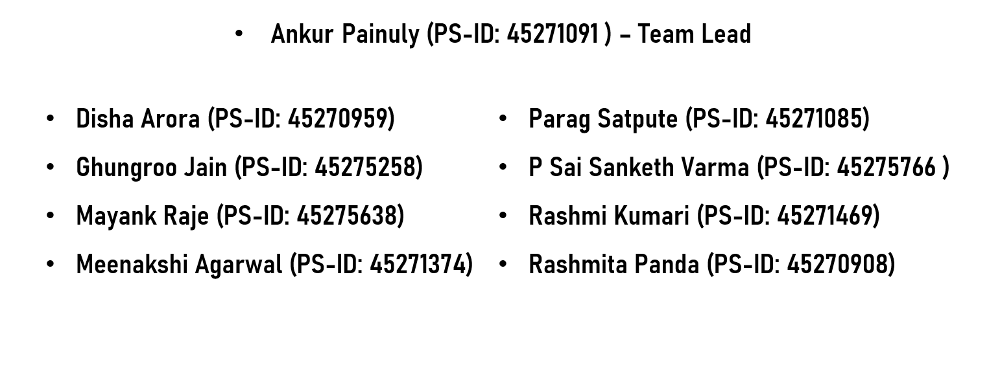 • Ankur Painuly (PS-ID: 45271091 ) – Team Lead
• Disha Arora (PS-ID: 45270959)
• Ghungroo Jain (PS-ID: 45275258)
• Mayank Raje (PS-ID: 45275638)
• Meenakshi Agarwal (PS-ID: 45271374)
• Parag Satpute (PS-ID: 45271085)
• P Sai Sanketh Varma (PS-ID: 45275766 )
• Rashmi Kumari (PS-ID: 45271469)
• Rashmita Panda (PS-ID: 45270908)